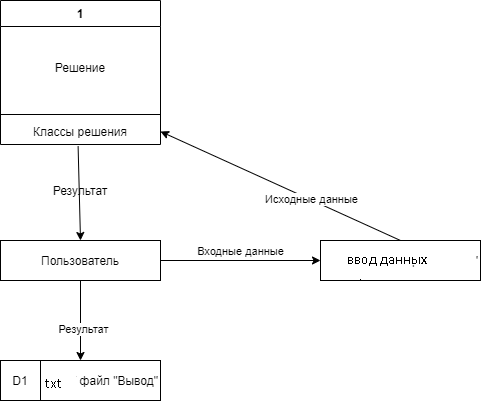 1
Решение
Классы решения
Результат
Исходные данные
Входные данные
Пользователь
ввод данных
Результат
D1 txt файл "Вывод"